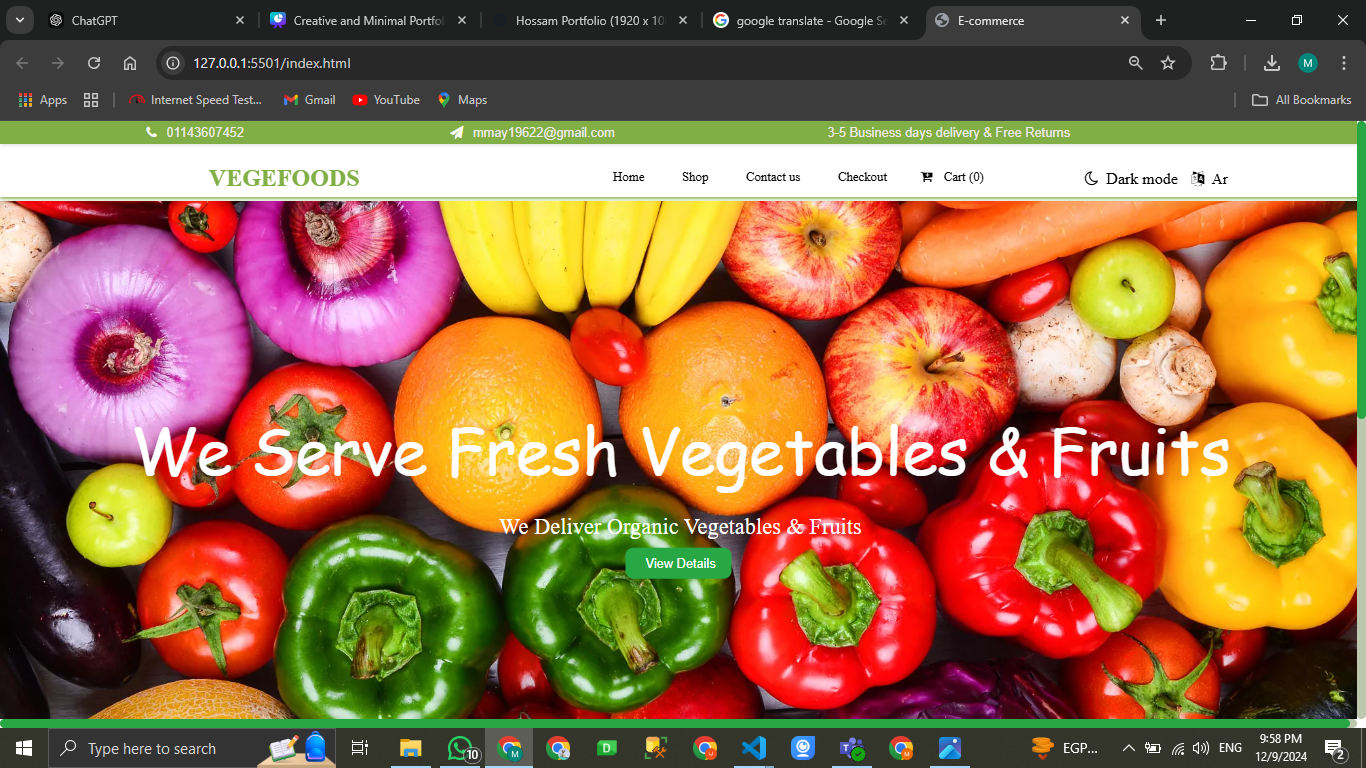 ChatGPT
Creative and Minimal Portfo
Hossam Portfolio (1920 x 10
google translate - Google Se
E-commerce
127.0.0.1:5501/index.html
M
Apps
Internet Speed Test...
Gmail
YouTube
Maps
All Bookmarks
01143607452
mmay19622@gmail.com
3-5 Business days delivery & Free Returns
VEGEFOODS
Home
Shop
Contact us
Checkout
Cart (0)
Dark mode
Ar
We Serve Fresh Vegetables & Fruits
We Deliver Organic Vegetables & Fruits
View Details
Type here to search
10
EGP...
ENG
9:58 PM
12/9/2024
2